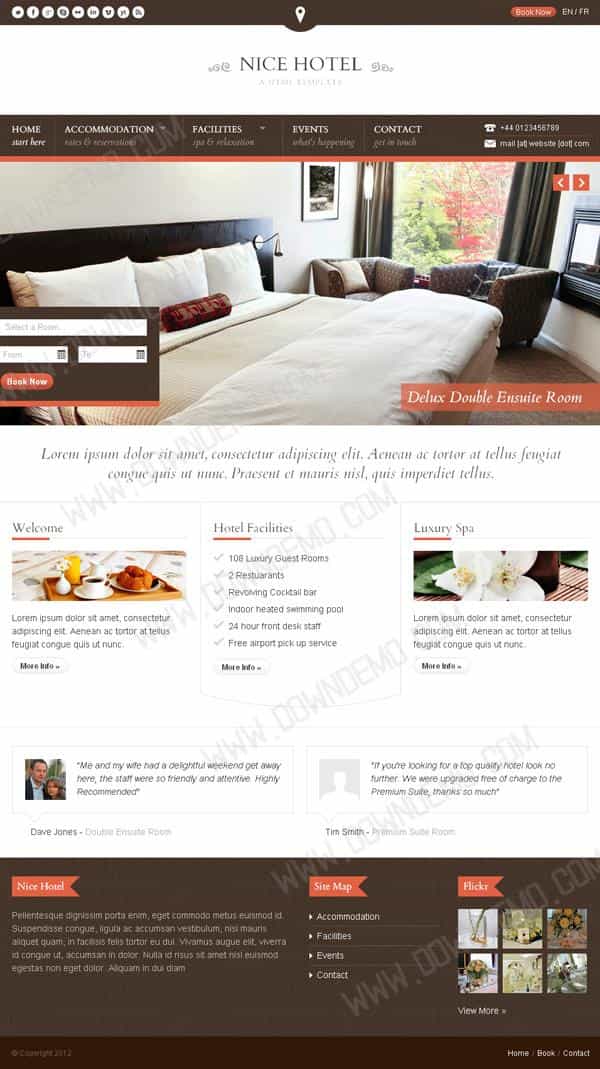 Book Now EN / FR
NICE HOTEL
A HTML TEMPLATE
HOME ACCOMMODATION FACILITIES EVENTS CONTACT
start here rates & reservations spa & relaxation what's happening get in touch
+44 0123456789
mail [at] website [dot] com
Select a Room...
From... To
Book Now
Delux Double Ensuite Room
Lorem ipsum dolor sit amet, consectetur adipiscing elit. Aenean ac tortor at tellus feugiat
congue quis ut nunc. Praesent et mauris nisl, quis imperdiet tellus.
Welcome
Lorem ipsum dolor sit amet, consectetur
adipiscing elit. Aenean ac tortor at tellus
feugiat congue quis ut nunc.
More Info »
Hotel Facilities
108 Luxury Guest Rooms
2 Restuarants
Revolving Cocktail bar
Indoor heated swimming pool
24 hour front desk staff
Free airport pick up service
More Info »
Luxury Spa
Lorem ipsum dolor sit amet, consectetur
adipiscing elit. Aenean ac tortor at tellus
feugiat congue quis ut nunc.
More Info »
"Me and my wife had a delightful weekend get away
here, the staff were so friendly and attentive. Highly
Recommended"
Dave Jones - Double Ensuite Room
"If you're looking for a top quality hotel look no
further. We were upgraded free of charge to the
Premium Suite, thanks so much"
Tim Smith - Premium Suite Room
Nice Hotel
Pellentesque dignissim porta enim, eget commodo metus euismod id.
Suspendisse congue, ligula ac accumsan vestibulum, nisi mauris
aliquet quam, in facilisis felis tortor eu dui. Vivamus augue elit, viverra
id congue ut, accumsan in dolor. Nulla id risus sit amet nisl euismod
egestas non eget dolor. Aliquam in dui diam
Site Map
Accommodation
Facilities
Events
Contact
Flickr
View More »
© Copyright 2012
Home / Book / Contact
WWW.DOWNDEMO.COM
WWW.DOWNDEMO.COM
WWW.DOWNDEMO.COM
WWW.DOWNDEMO.COM